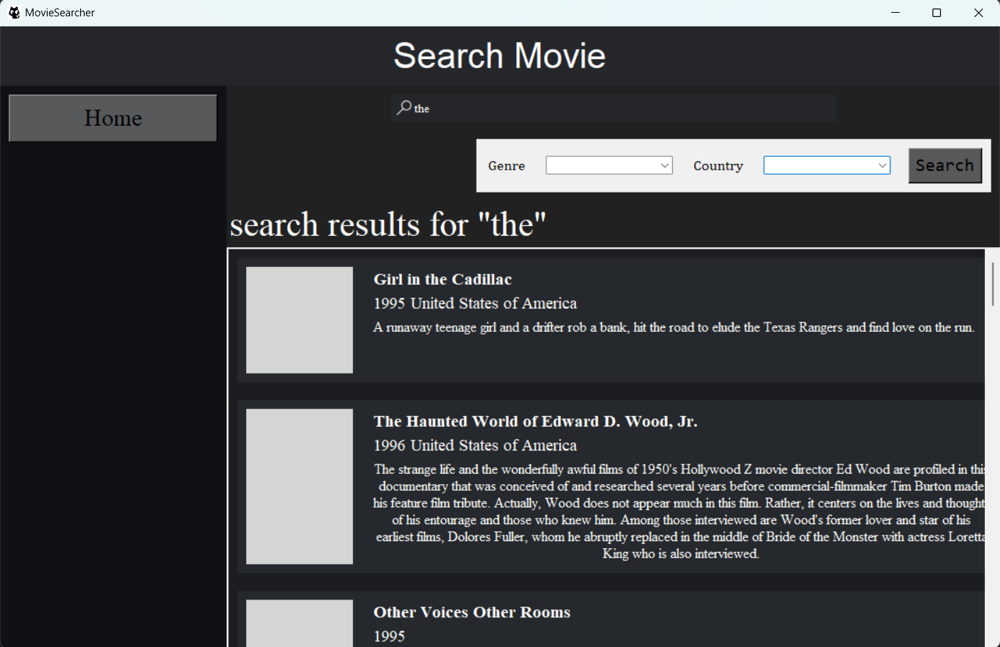 MovieSearcher
Search Movie
Home
the
Genre
Country
Search
search results for "the"
Girl in the Cadillac
1995 United States of America
A runaway teenage girl and a drifter rob a bank, hit the road to elude the Texas Rangers and find love on the run.
The Haunted World of Edward D. Wood, Jr.
1996 United States of America
The strange life and the wonderfully awful films of 1950's Hollywood Z movie director Ed Wood are profiled in this
documentary that was conceived of and researched several years before commercial-filmmaker Tim Burton made
his feature film tribute. Actually, Wood does not appear much in this film. Rather, it centers on the lives and thought
of his entourage and those who knew him. Among those interviewed are Wood's former lover and star of his
earliest films, Dolores Fuller, whom he abruptly replaced in the middle of Bride of the Monster with actress Loretta
King who is also interviewed.
Other Voices Other Rooms
1995